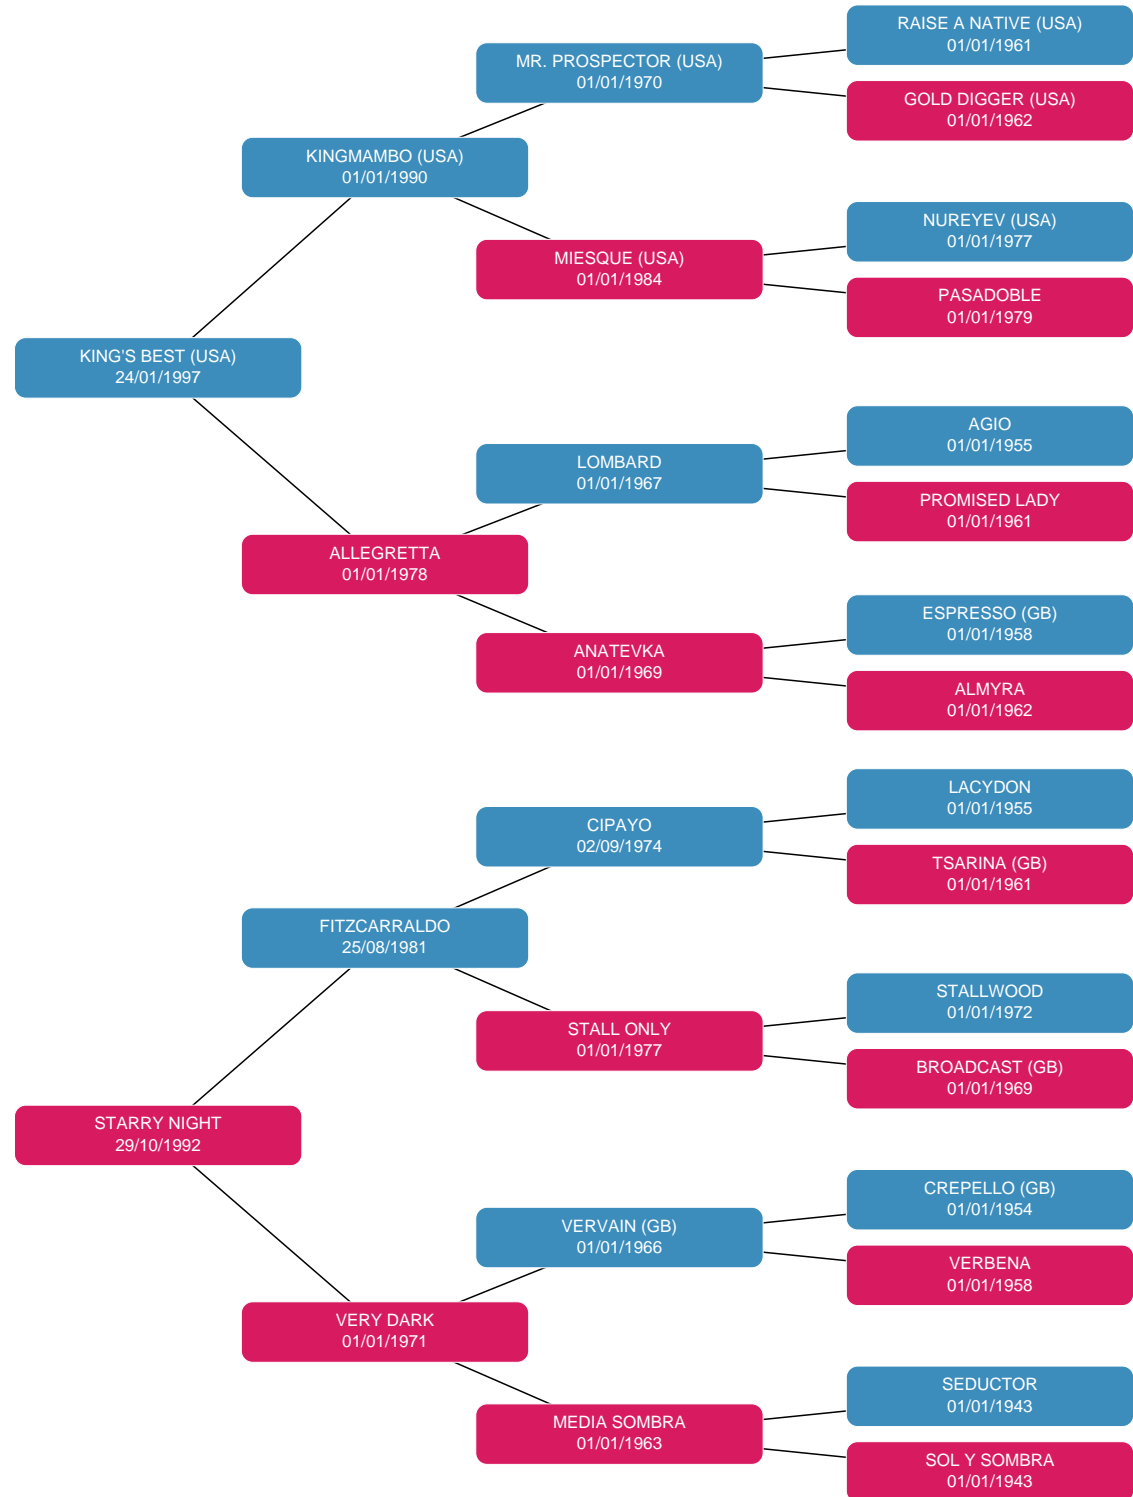 RAISE A NATIVE (USA)
01/01/1961
MR. PROSPECTOR (USA)
01/01/1970
GOLD DIGGER (USA)
01/01/1962
KINGMAMBO (USA)
01/01/1990
NUREYEV (USA)
01/01/1977
MIESQUE (USA)
01/01/1984
PASADOBLE
01/01/1979
KING'S BEST (USA)
24/01/1997
AGIO
01/01/1955
LOMBARD
01/01/1967
PROMISED LADY
01/01/1961
ALLEGRETTA
01/01/1978
ESPRESSO (GB)
01/01/1958
ANATEVKA
01/01/1969
ALMYRA
01/01/1962
LACYDON
01/01/1955
CIPAYO
02/09/1974
TSARINA (GB)
01/01/1961
FITZCARRALDO
25/08/1981
STALLWOOD
01/01/1972
STALL ONLY
01/01/1977
BROADCAST (GB)
01/01/1969
STARRY NIGHT
29/10/1992
CREPELLO (GB)
01/01/1954
VERVAIN (GB)
01/01/1966
VERBENA
01/01/1958
VERY DARK
01/01/1971
SEDUCTOR
01/01/1943
MEDIA SOMBRA
01/01/1963
SOL Y SOMBRA
01/01/1943